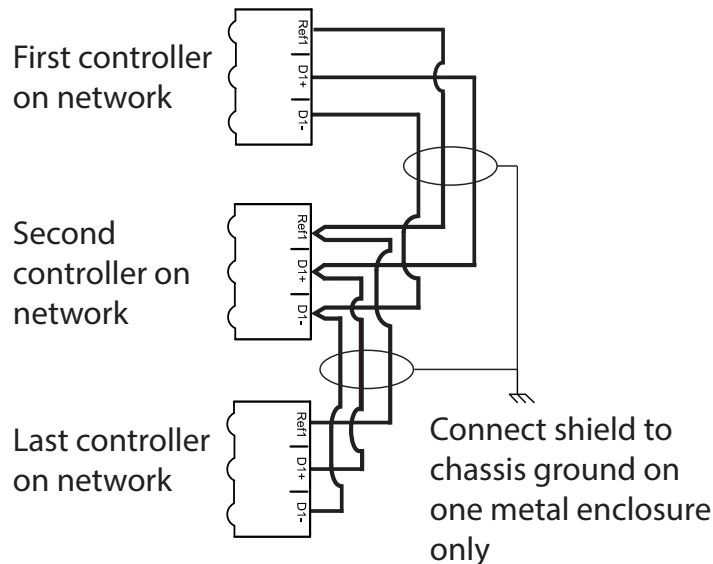 First controller
on network
Ref1
D1+
D1-
Second
controller on
network
Ref1
D1+
D1-
Last controller
on network
Ref1
D1+
D1-
Connect shield to
chassis ground on
one metal enclosure
only